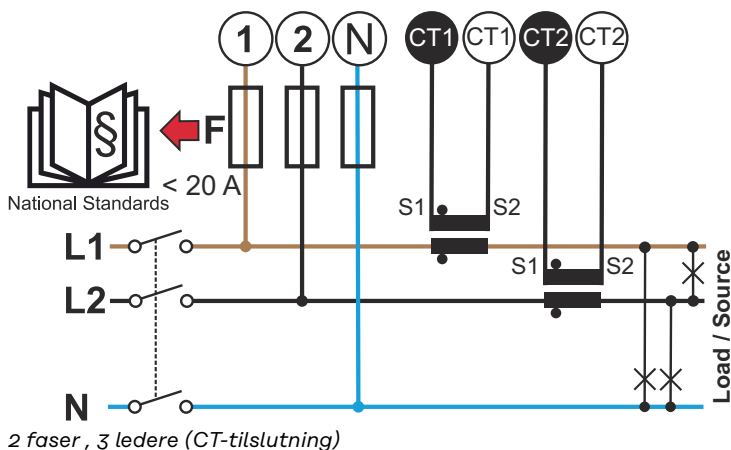 1 2 N CT1 CT1 CT2 CT2
§
F
< 20 A
National Standards
S1 S2
L1
S1 S2
L2
Load / Source
N
2 faser , 3 ledere (CT-tilslutning)